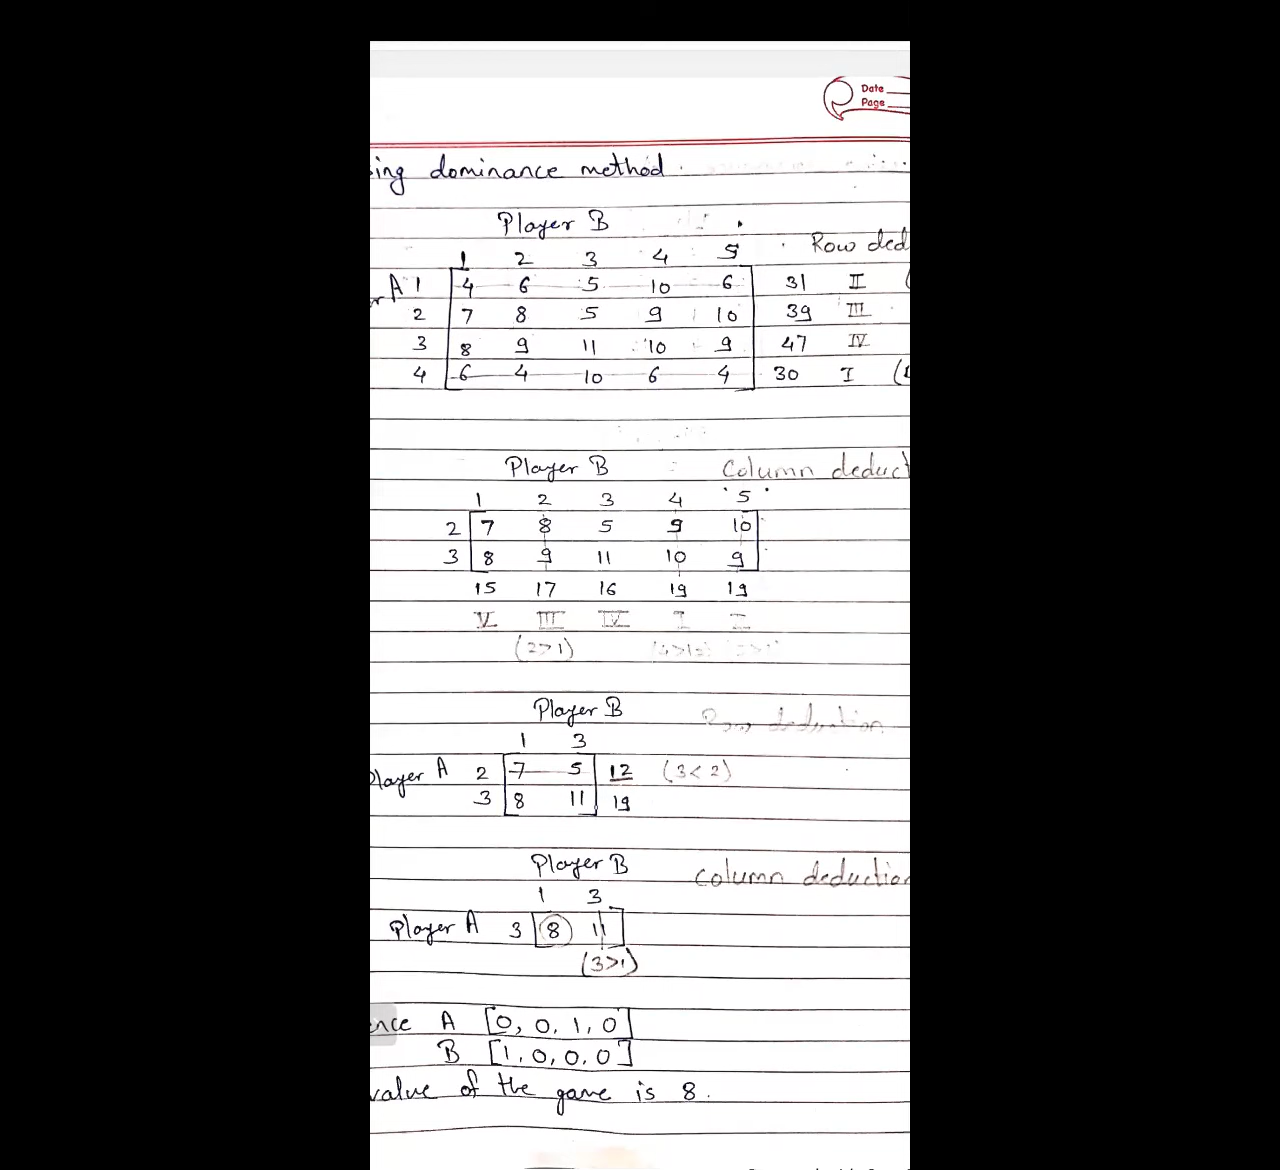 Date
Page
ing dominance method.
Player B
1 2 3 4 5 Row ded
r A 1 4 6 5 10 6 31 II (
2 7 8 5 9 10 39 III
3 8 9 11 10 9 47 IV
4 6 4 10 6 4 30 I (
Player B Column deduct
1 2 3 4 5
2 7 8 5 9 10
3 8 9 11 10 9
15 17 16 19 19
V III IV I II
(2>1)
Player B Row deduction
1 3
Player A 2 7 5 12 (3<2)
3 8 11 19
Player B Column deduction
1 3
Player A 3 8 11
(3>1)
ence A [0, 0, 1, 0]
B [1, 0, 0, 0]
value of the game is 8.